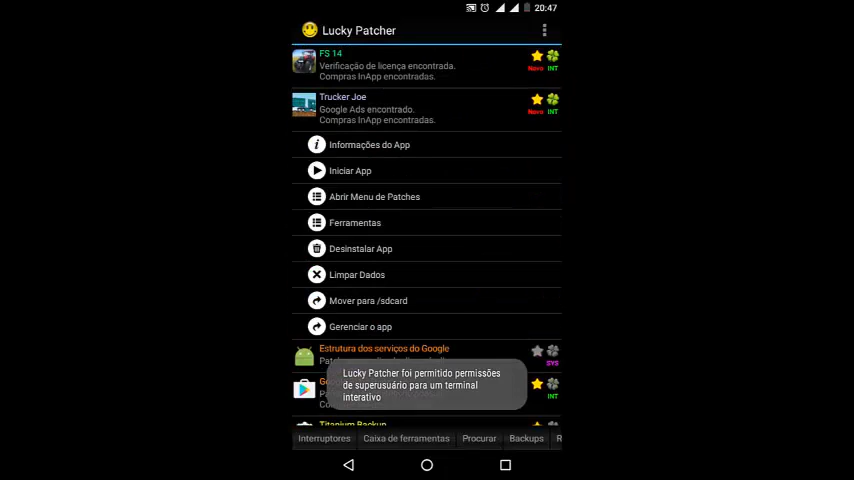 20:47
Lucky Patcher
FS 14
Verificação de licença encontrada.
Compras InApp encontradas.
Novo INT
Trucker Joe
Google Ads encontrado.
Compras InApp encontradas.
Novo INT
Informações do App
Iniciar App
Abrir Menu de Patches
Ferramentas
Desinstalar App
Limpar Dados
Mover para /sdcard
Gerenciar o app
Estrutura dos serviços do Google
SYS
Lucky Patcher foi permitido permissões
de superusuário para um terminal
interativo
INT
Titanium Backup
Interruptores Caixa de ferramentas Procurar Backups R